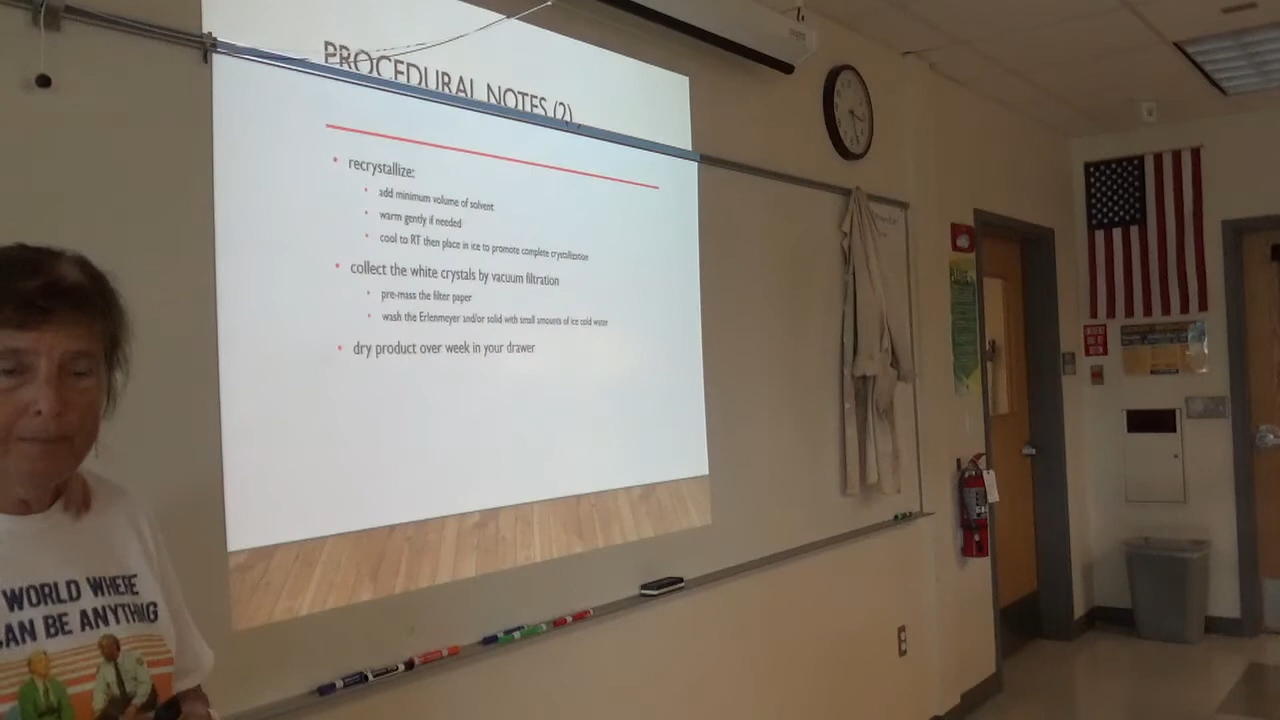 PROCEDURAL NOTES (2)
recrystallize:
add minimum volume of solvent
warm gently if needed
cool to RT then place in ice to promote complete crystallization
collect the white crystals by vacuum filtration
pre-mass the filter paper
wash the Erlenmeyer and/or solid with small amounts of ice cold water
dry product over week in your drawer
WORLD WHERE
AN BE ANYTHING